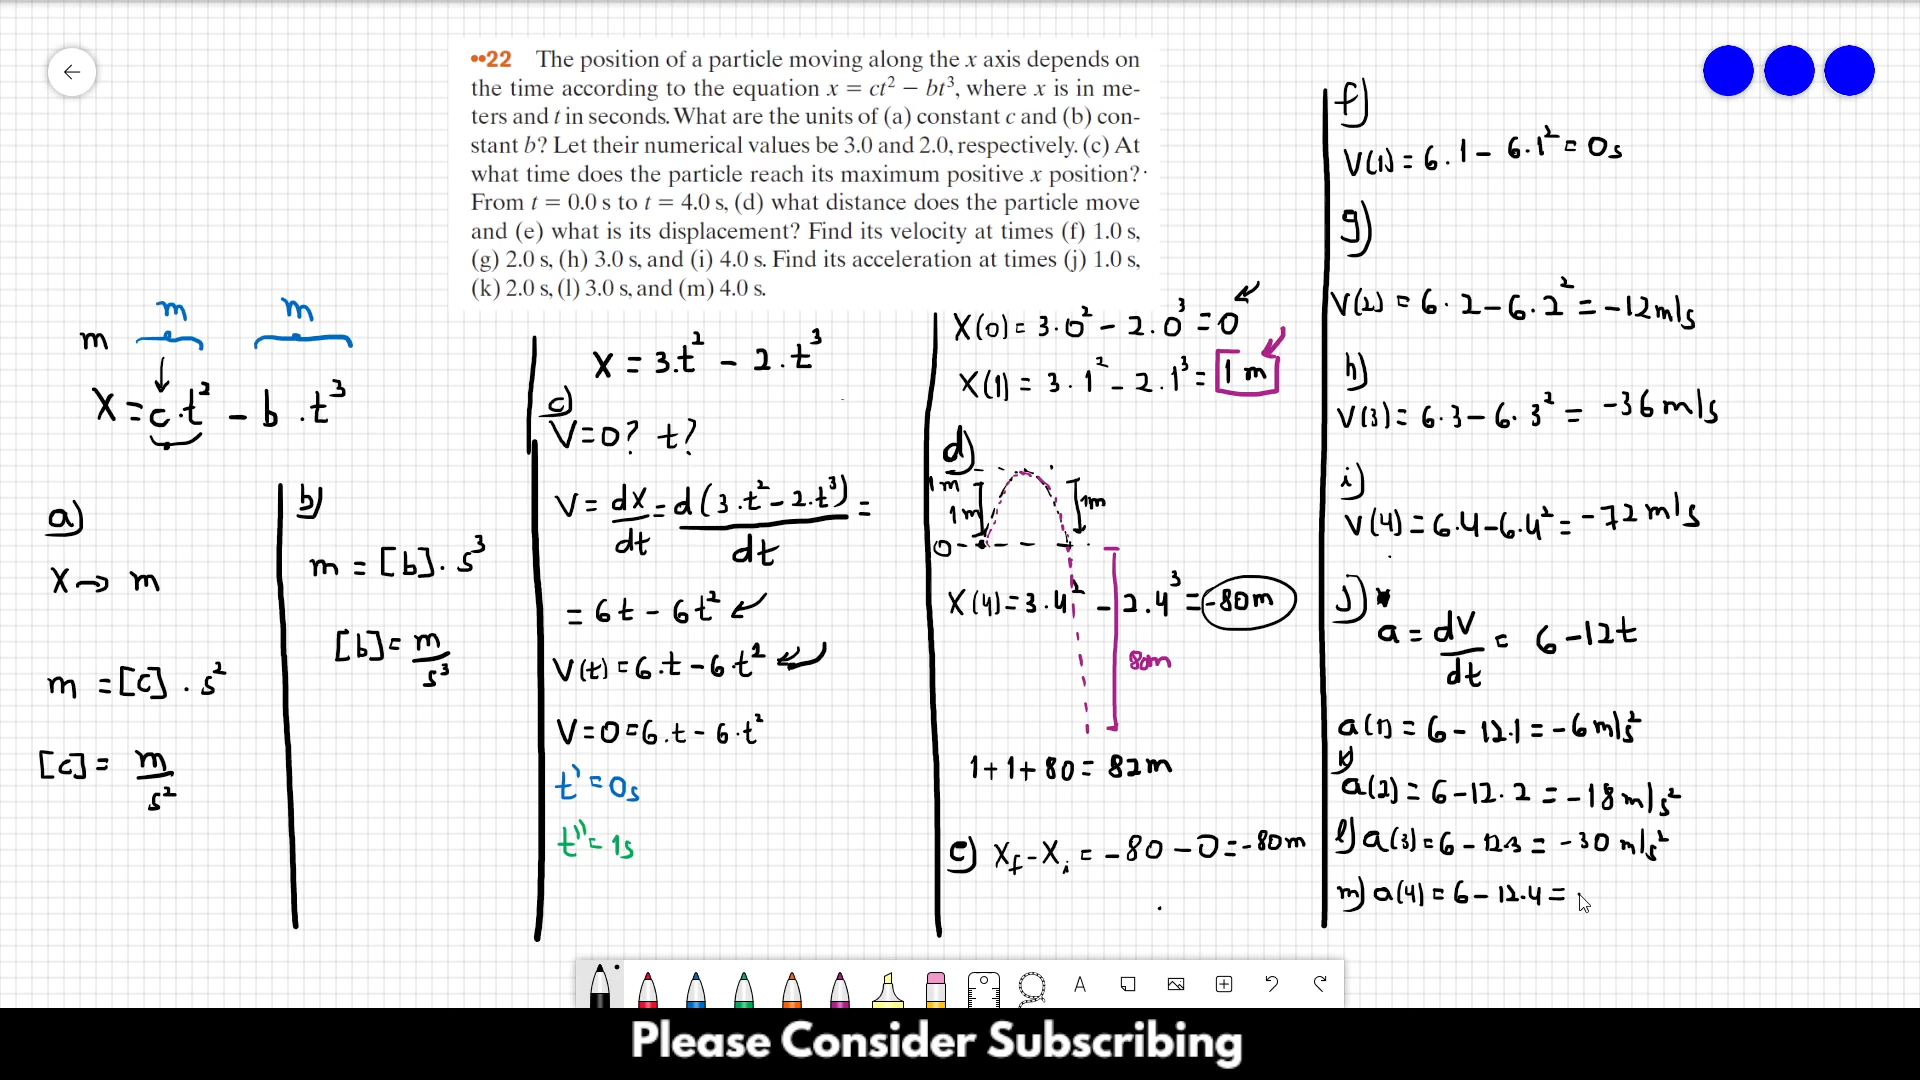 ••22 The position of a particle moving along the x axis depends on
the time according to the equation x = ct² − bt³, where x is in me-
ters and t in seconds. What are the units of (a) constant c and (b) con-
stant b? Let their numerical values be 3.0 and 2.0, respectively. (c) At
what time does the particle reach its maximum positive x position?
From t = 0.0 s to t = 4.0 s, (d) what distance does the particle move
and (e) what is its displacement? Find its velocity at times (f) 1.0 s,
(g) 2.0 s, (h) 3.0 s, and (i) 4.0 s. Find its acceleration at times (j) 1.0 s,
(k) 2.0 s, (l) 3.0 s, and (m) 4.0 s.
m m m
X = c.t² − b.t³
a)
X → m
m = [c] . s²
[c] = m/s²
b)
m = [b] . s³
[b] = m/s³
X = 3.t² − 2.t³
c)
V=0? t?
V = dX/dt = d(3.t² − 2.t³)/dt =
= 6t − 6t²
V(t) = 6.t − 6.t²
V=0=6.t − 6.t²
t' = 0s
t'' = 1s
X(0) = 3.0² − 2.0³ = 0
X(1) = 3.1² − 2.1³ = 1 m
d)
1m
1m
1m
0
X(4) = 3.4² − 2.4³ = -80m
80m
1+1+80 = 82m
e) Xf − Xi = -80 − 0 = -80m
f)
V(1) = 6.1 − 6.1² = 0s
g)
V(2) = 6.2 − 6.2² = -12m/s
h)
V(3) = 6.3 − 6.3² = -36m/s
i)
V(4) = 6.4 − 6.4² = -72m/s
j)
a = dV/dt = 6 − 12t
a(1) = 6 − 12.1 = -6m/s²
k)
a(2) = 6 − 12.2 = -18m/s²
l) a(3) = 6 − 12.3 = -30m/s²
m) a(4) = 6 − 12.4 =
A
Please Consider Subscribing